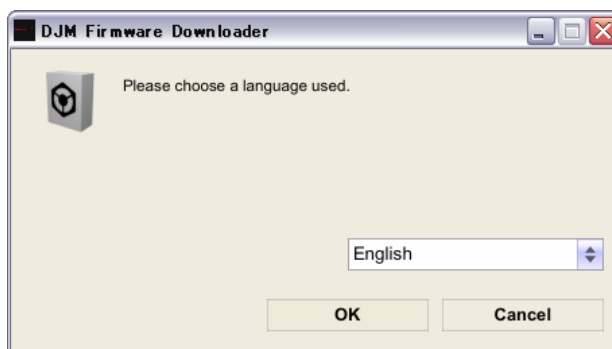 DJM Firmware Downloader
Please choose a language used.
English
OK Cancel